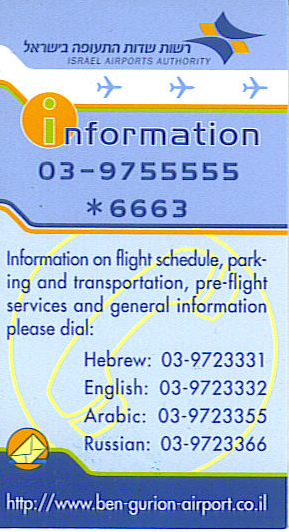 רשות שדות התעופה בישראל
ISRAEL AIRPORTS AUTHORITY
information
03-9755555
*6663
Information on flight schedule, park-
ing and transportation, pre-flight
services and general information
please dial:
Hebrew: 03-9723331
English: 03-9723332
Arabic: 03-9723355
Russian: 03-9723366
http://www.ben-gurion-airport.co.il